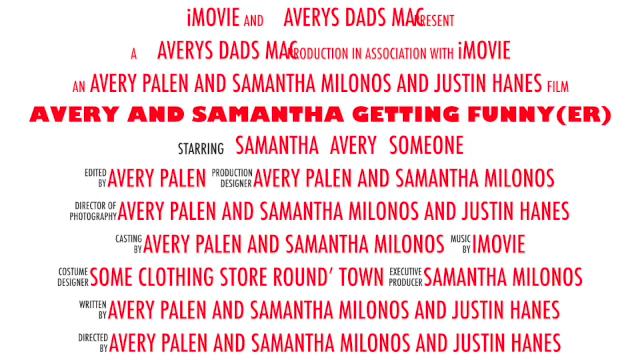 iMOVIE AND AVERYS DADS MAC PRESENT
A AVERYS DADS MAC PRODUCTION IN ASSOCIATION WITH iMOVIE
AN AVERY PALEN AND SAMANTHA MILONOS AND JUSTIN HANES FILM
AVERY AND SAMANTHA GETTING FUNNY(ER)
STARRING SAMANTHA AVERY SOMEONE
EDITED BY AVERY PALEN PRODUCTION DESIGNER AVERY PALEN AND SAMANTHA MILONOS
DIRECTOR OF PHOTOGRAPHY AVERY PALEN AND SAMANTHA MILONOS AND JUSTIN HANES
CASTING BY AVERY PALEN AND SAMANTHA MILONOS MUSIC BY IMOVIE
COSTUME DESIGNER SOME CLOTHING STORE ROUND' TOWN EXECUTIVE PRODUCER SAMANTHA MILONOS
WRITTEN BY AVERY PALEN AND SAMANTHA MILONOS AND JUSTIN HANES
DIRECTED BY AVERY PALEN AND SAMANTHA MILONOS AND JUSTIN HANES